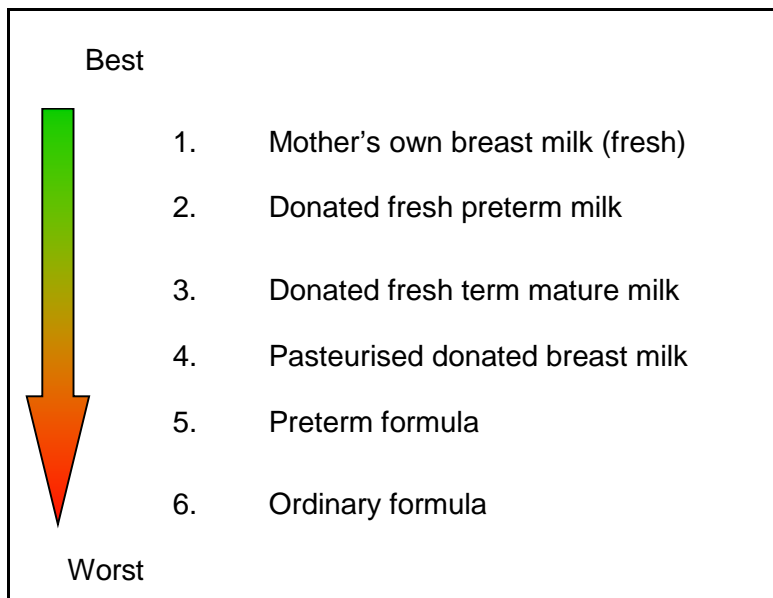 Best
1. Mother's own breast milk (fresh)
2. Donated fresh preterm milk
3. Donated fresh term mature milk
4. Pasteurised donated breast milk
5. Preterm formula
6. Ordinary formula
Worst